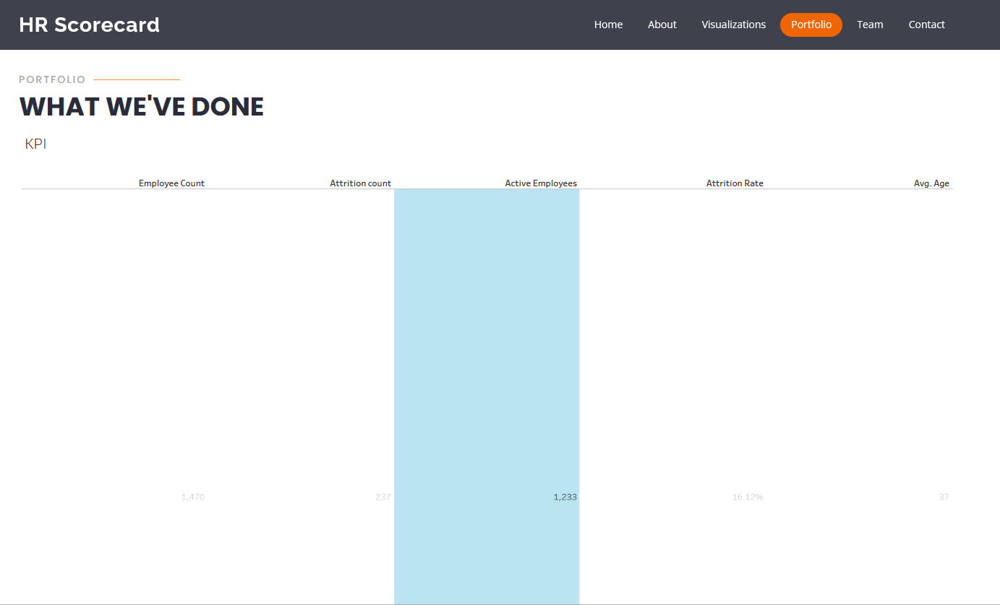 HR Scorecard
Home About Visualizations Portfolio Team Contact
PORTFOLIO
WHAT WE'VE DONE
KPI
Employee Count Attrition count Active Employees Attrition Rate Avg. Age
1,470 237 1,233 16.12% 37